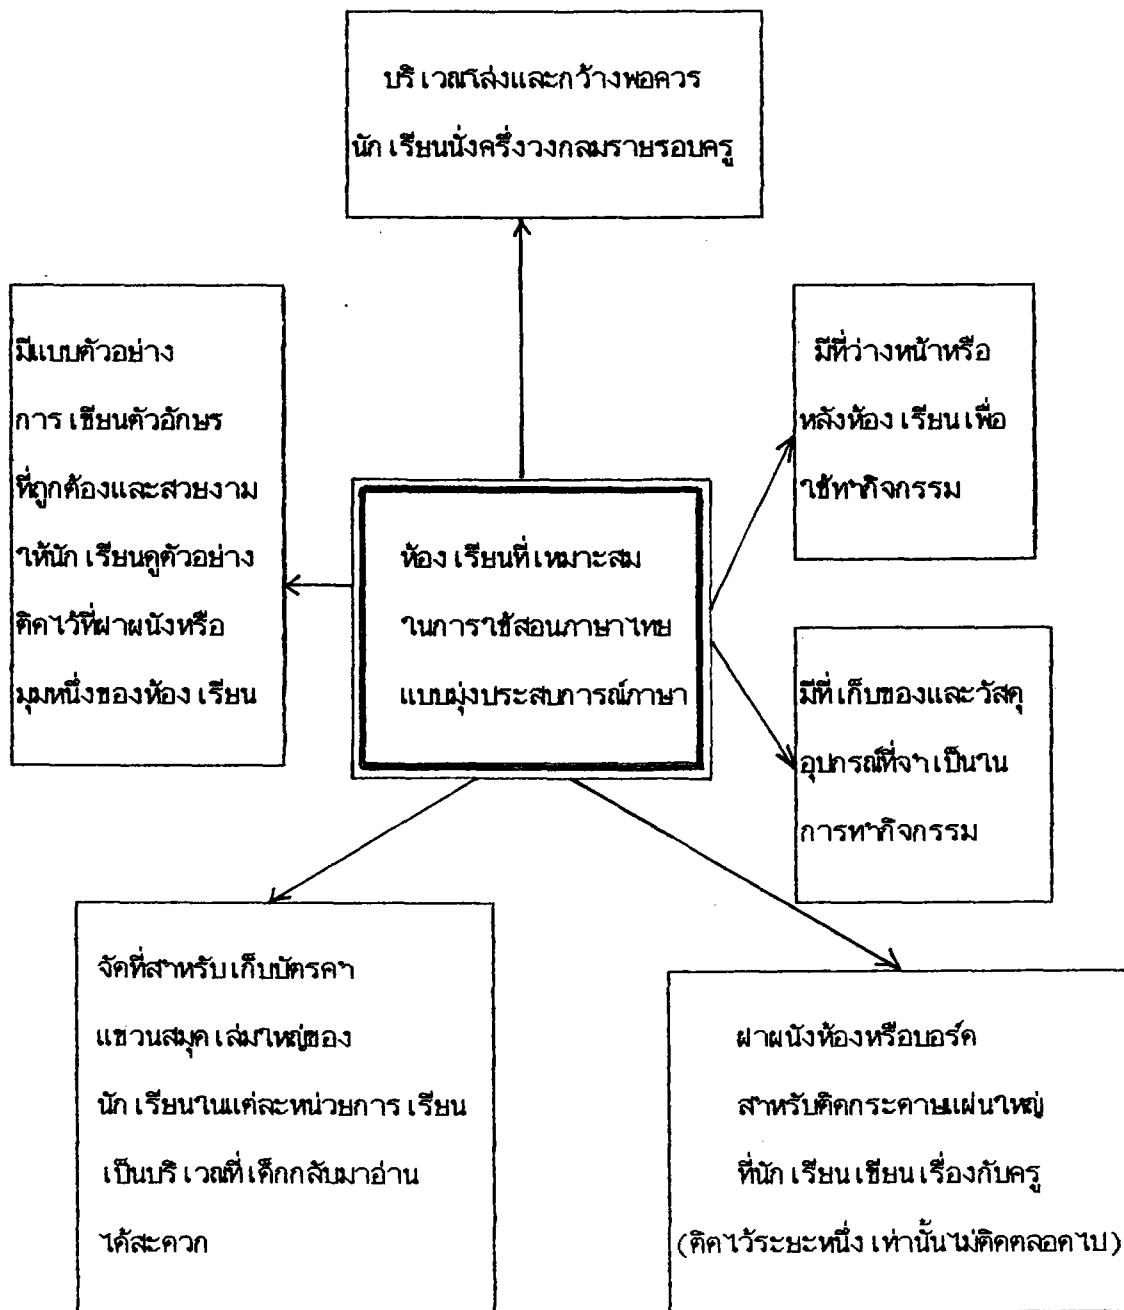 บริเวณโล่งและกว้างพอควร
นักเรียนนั่งครึ่งวงกลมรายรอบครู
มีแบบตัวอย่าง
การเขียนตัวอักษร
ที่ถูกต้องและสวยงาม
ให้นักเรียนดูตัวอย่าง
ติดไว้ที่ฝาผนังหรือ
มุมหนึ่งของห้องเรียน
มีที่ว่างหน้าหรือ
หลังห้องเรียนเพื่อ
ใช้ทำกิจกรรม
ห้องเรียนที่เหมาะสม
ในการใช้สอนภาษาไทย
แบบมุ่งประสบการณ์ภาษา
มีที่เก็บของและวัสดุ
อุปกรณ์ที่จำเป็นใน
การทำกิจกรรม
จัดที่สำหรับเก็บบัตรคำ
แขวนสมุดเล่มใหญ่ของ
นักเรียนในแต่ละหน่วยการเรียน
เป็นบริเวณที่เด็กกลับมาอ่าน
ได้สะดวก
ฝาผนังห้องหรือบอร์ด
สำหรับติดกระดาษแผ่นใหญ่
ที่นักเรียนเขียนเรื่องกับครู
(ติดไว้ระยะหนึ่งเท่านั้นไม่ติดตลอดไป)